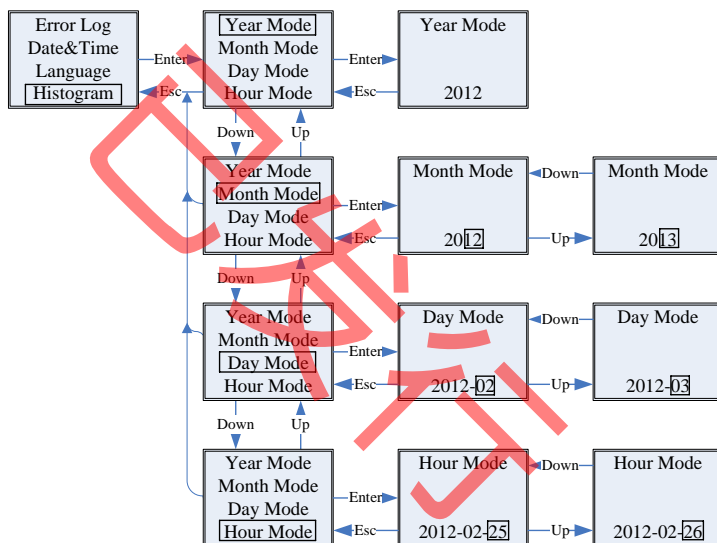 Error Log
Date&Time
Language
Histogram
Enter
Esc
Year Mode
Month Mode
Day Mode
Hour Mode
Enter
Esc
Year Mode
2012
Down
Up
Year Mode
Month Mode
Day Mode
Hour Mode
Enter
Esc
Month Mode
2012
Down
Up
Month Mode
2013
Down
Up
Year Mode
Month Mode
Day Mode
Hour Mode
Enter
Esc
Day Mode
2012-02
Down
Up
Day Mode
2012-03
Down
Up
Year Mode
Month Mode
Day Mode
Hour Mode
Enter
Esc
Hour Mode
2012-02-25
Down
Up
Hour Mode
2012-02-26
已发行